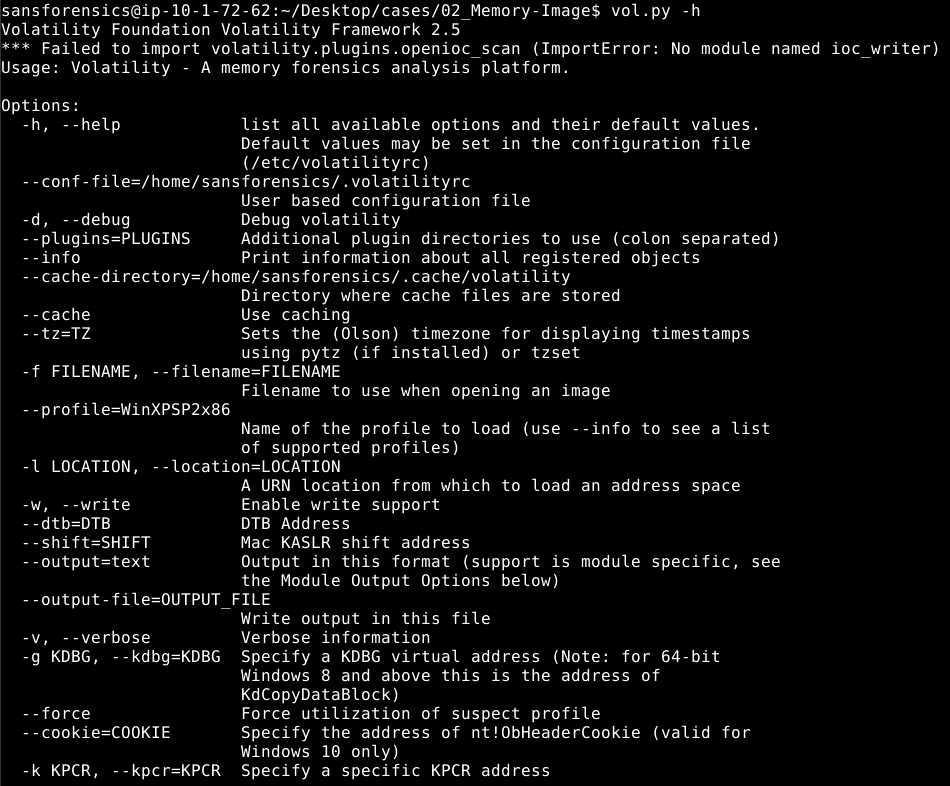 sansforensics@ip-10-1-72-62:~/Desktop/cases/02_Memory-Image$ vol.py -h
Volatility Foundation Volatility Framework 2.5
*** Failed to import volatility.plugins.openioc_scan (ImportError: No module named ioc_writer)
Usage: Volatility - A memory forensics analysis platform.

Options:
  -h, --help            list all available options and their default values.
                        Default values may be set in the configuration file
                        (/etc/volatilityrc)
  --conf-file=/home/sansforensics/.volatilityrc
                        User based configuration file
  -d, --debug           Debug volatility
  --plugins=PLUGINS     Additional plugin directories to use (colon separated)
  --info                Print information about all registered objects
  --cache-directory=/home/sansforensics/.cache/volatility
                        Directory where cache files are stored
  --cache               Use caching
  --tz=TZ               Sets the (Olson) timezone for displaying timestamps
                        using pytz (if installed) or tzset
  -f FILENAME, --filename=FILENAME
                        Filename to use when opening an image
  --profile=WinXPSP2x86
                        Name of the profile to load (use --info to see a list
                        of supported profiles)
  -l LOCATION, --location=LOCATION
                        A URN location from which to load an address space
  -w, --write           Enable write support
  --dtb=DTB             DTB Address
  --shift=SHIFT         Mac KASLR shift address
  --output=text         Output in this format (support is module specific, see
                        the Module Output Options below)
  --output-file=OUTPUT_FILE
                        Write output in this file
  -v, --verbose         Verbose information
  -g KDBG, --kdbg=KDBG  Specify a KDBG virtual address (Note: for 64-bit
                        Windows 8 and above this is the address of
                        KdCopyDataBlock)
  --force               Force utilization of suspect profile
  --cookie=COOKIE       Specify the address of nt!ObHeaderCookie (valid for
                        Windows 10 only)
  -k KPCR, --kpcr=KPCR  Specify a specific KPCR address